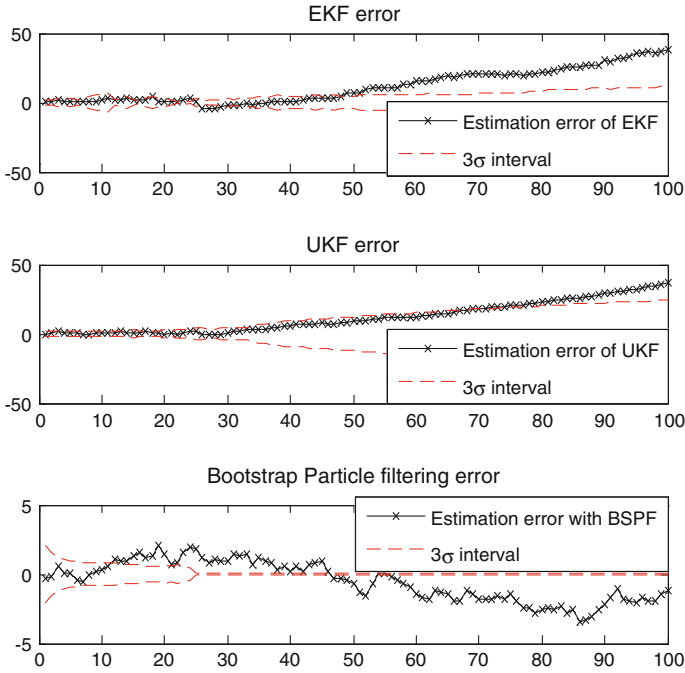 EKF error
50
0
-50
Estimation error of EKF
3σ interval
0 10 20 30 40 50 60 70 80 90 100
UKF error
50
0
-50
Estimation error of UKF
3σ interval
0 10 20 30 40 50 60 70 80 90 100
Bootstrap Particle filtering error
5
0
-5
Estimation error with BSPF
3σ interval
0 10 20 30 40 50 60 70 80 90 100